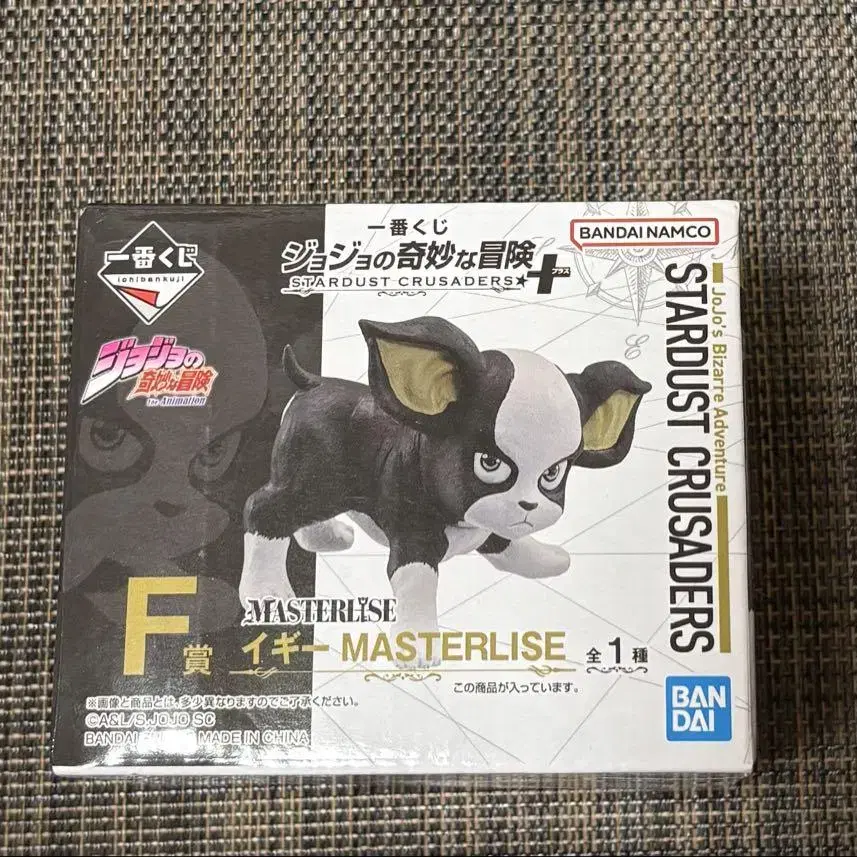 一番くじ
ichibankuji
ジョジョの
奇妙な冒険
The Animation
一番くじ
ジョジョの奇妙な冒険+
プラス
STARDUST CRUSADERS★
BANDAI NAMCO
JoJo's Bizarre Adventure
STARDUST CRUSADERS
F賞
MASTERLISE
イギー MASTERLISE
全1種
この商品が入っています。
※画像と商品とは、多少異なりますのでご了承ください。
©A&L/S,JOJO SC
BANDAI MADE IN CHINA
BAN
DAI